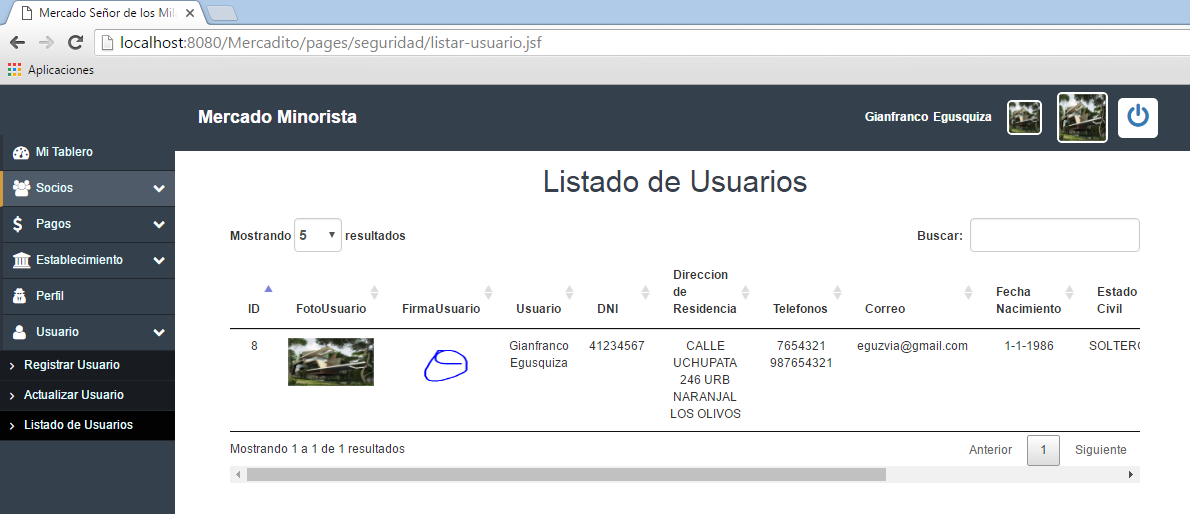 Mercado Señor de los Mil
localhost:8080/Mercadito/pages/seguridad/listar-usuario.jsf
Aplicaciones
Mercado Minorista
Gianfranco Egusquiza
Mi Tablero
Socios
Pagos
Establecimiento
Perfil
Usuario
Registrar Usuario
Actualizar Usuario
Listado de Usuarios
Listado de Usuarios
Mostrando 5 resultados
Buscar:
ID
FotoUsuario
FirmaUsuario
Usuario
DNI
Direccion
de
Residencia
Telefonos
Correo
Fecha
Nacimiento
Estado
Civil
8
Gianfranco
Egusquiza
41234567
CALLE
UCHUPATA
246 URB
NARANJAL
LOS OLIVOS
7654321
987654321
eguzvia@gmail.com
1-1-1986
SOLTERO
Mostrando 1 a 1 de 1 resultados
Anterior 1 Siguiente